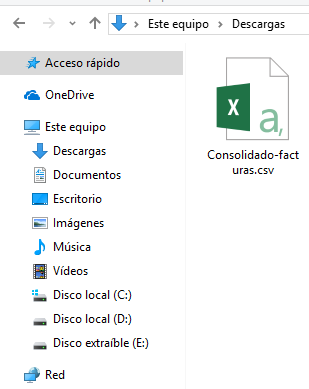 Este equipo > Descargas
Acceso rápido
OneDrive
Este equipo
Descargas
Documentos
Escritorio
Imágenes
Música
Vídeos
Disco local (C:)
Disco local (D:)
Disco extraíble (E:)
Red
X
a,
Consolidado-fact
uras.csv